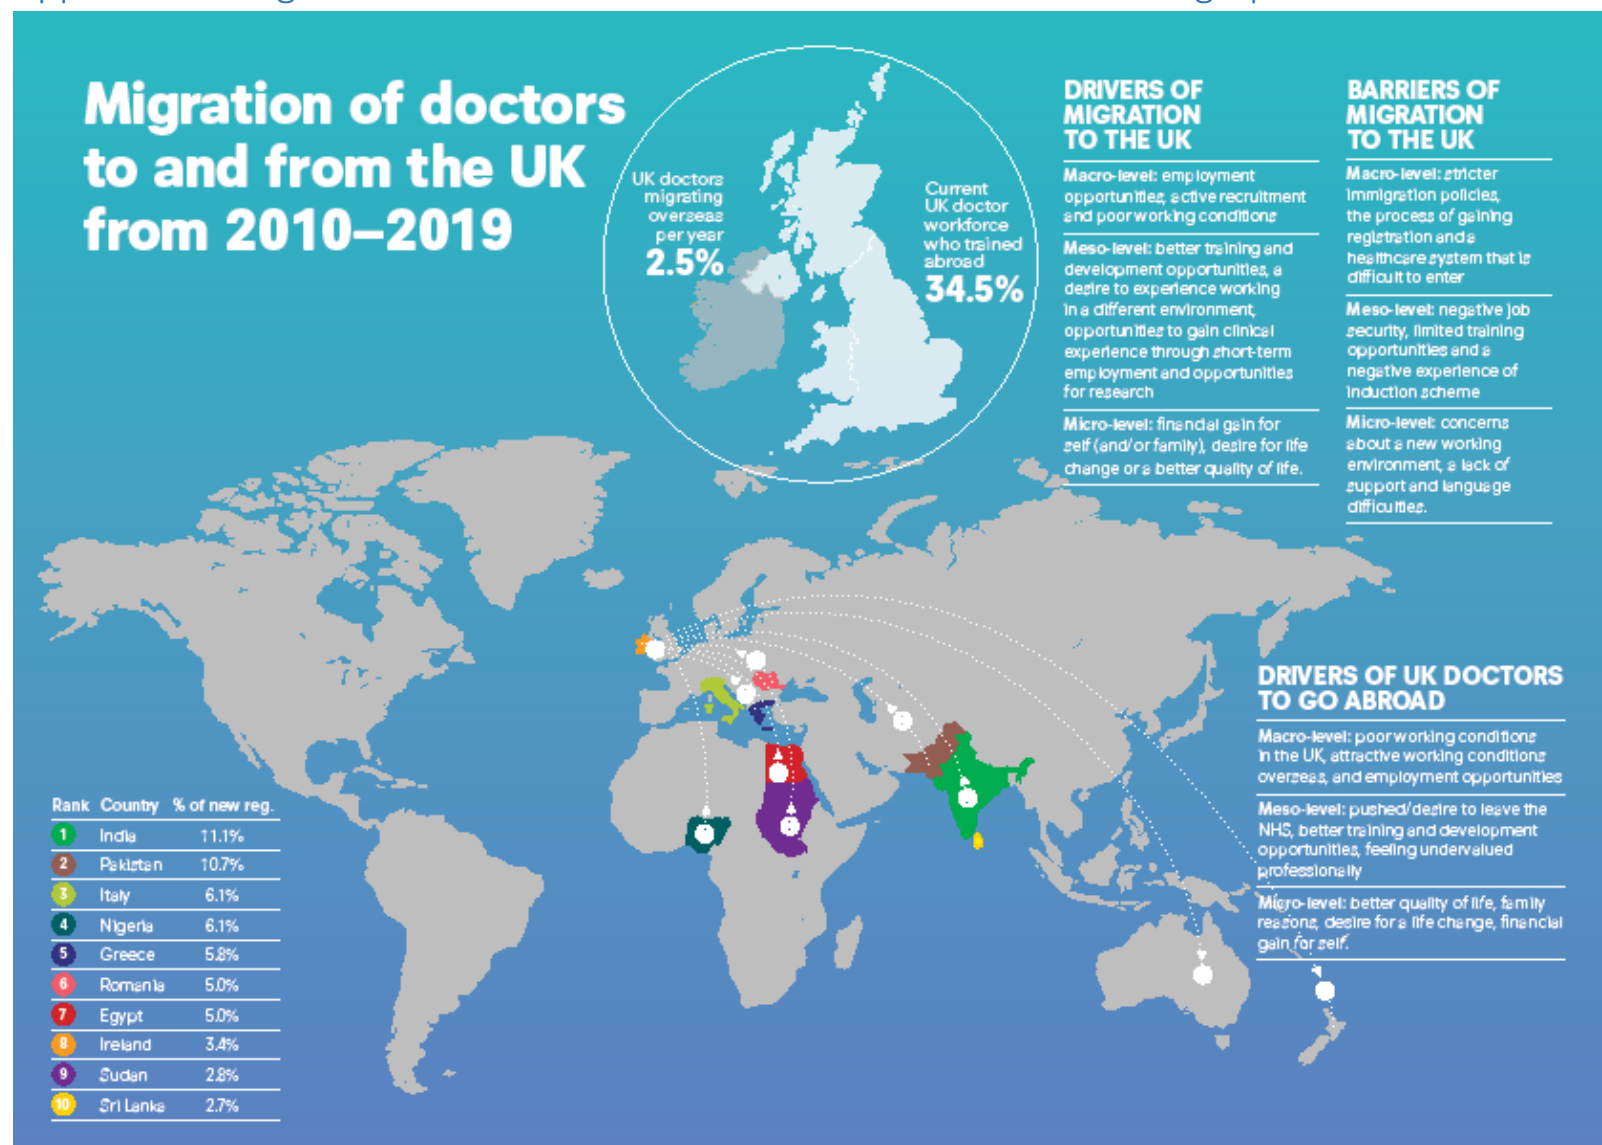 Migration of doctors
to and from the UK
from 2010–2019
UK doctors
migrating
overseas
per year
2.5%
Current
UK doctor
workforce
who trained
abroad
34.5%
DRIVERS OF
MIGRATION
TO THE UK
Macro-level: employment
opportunities, active recruitment
and poor working conditions
Meso-level: better training and
development opportunities, a
desire to experience working
in a different environment,
opportunities to gain clinical
experience through short-term
employment and opportunities
for research
Micro-level: financial gain for
self (and/or family), desire for life
change or a better quality of life.
BARRIERS OF
MIGRATION
TO THE UK
Macro-level: stricter
immigration policies,
the process of gaining
registration and a
healthcare system that is
difficult to enter
Meso-level: negative job
security, limited training
opportunities and a
negative experience of
induction scheme
Micro-level: concerns
about a new working
environment, a lack of
support and language
difficulties.
DRIVERS OF UK DOCTORS
TO GO ABROAD
Macro-level: poor working conditions
in the UK, attractive working conditions
overseas, and employment opportunities
Meso-level: pushed/desire to leave the
NHS, better training and development
opportunities, feeling undervalued
professionally
Micro-level: better quality of life, family
reasons, desire for a life change, financial
gain for self.
Rank Country % of new reg.
1 India 11.1%
2 Pakistan 10.7%
3 Italy 6.1%
4 Nigeria 6.1%
5 Greece 5.8%
6 Romania 5.0%
7 Egypt 5.0%
8 Ireland 3.4%
9 Sudan 2.8%
10 Sri Lanka 2.7%